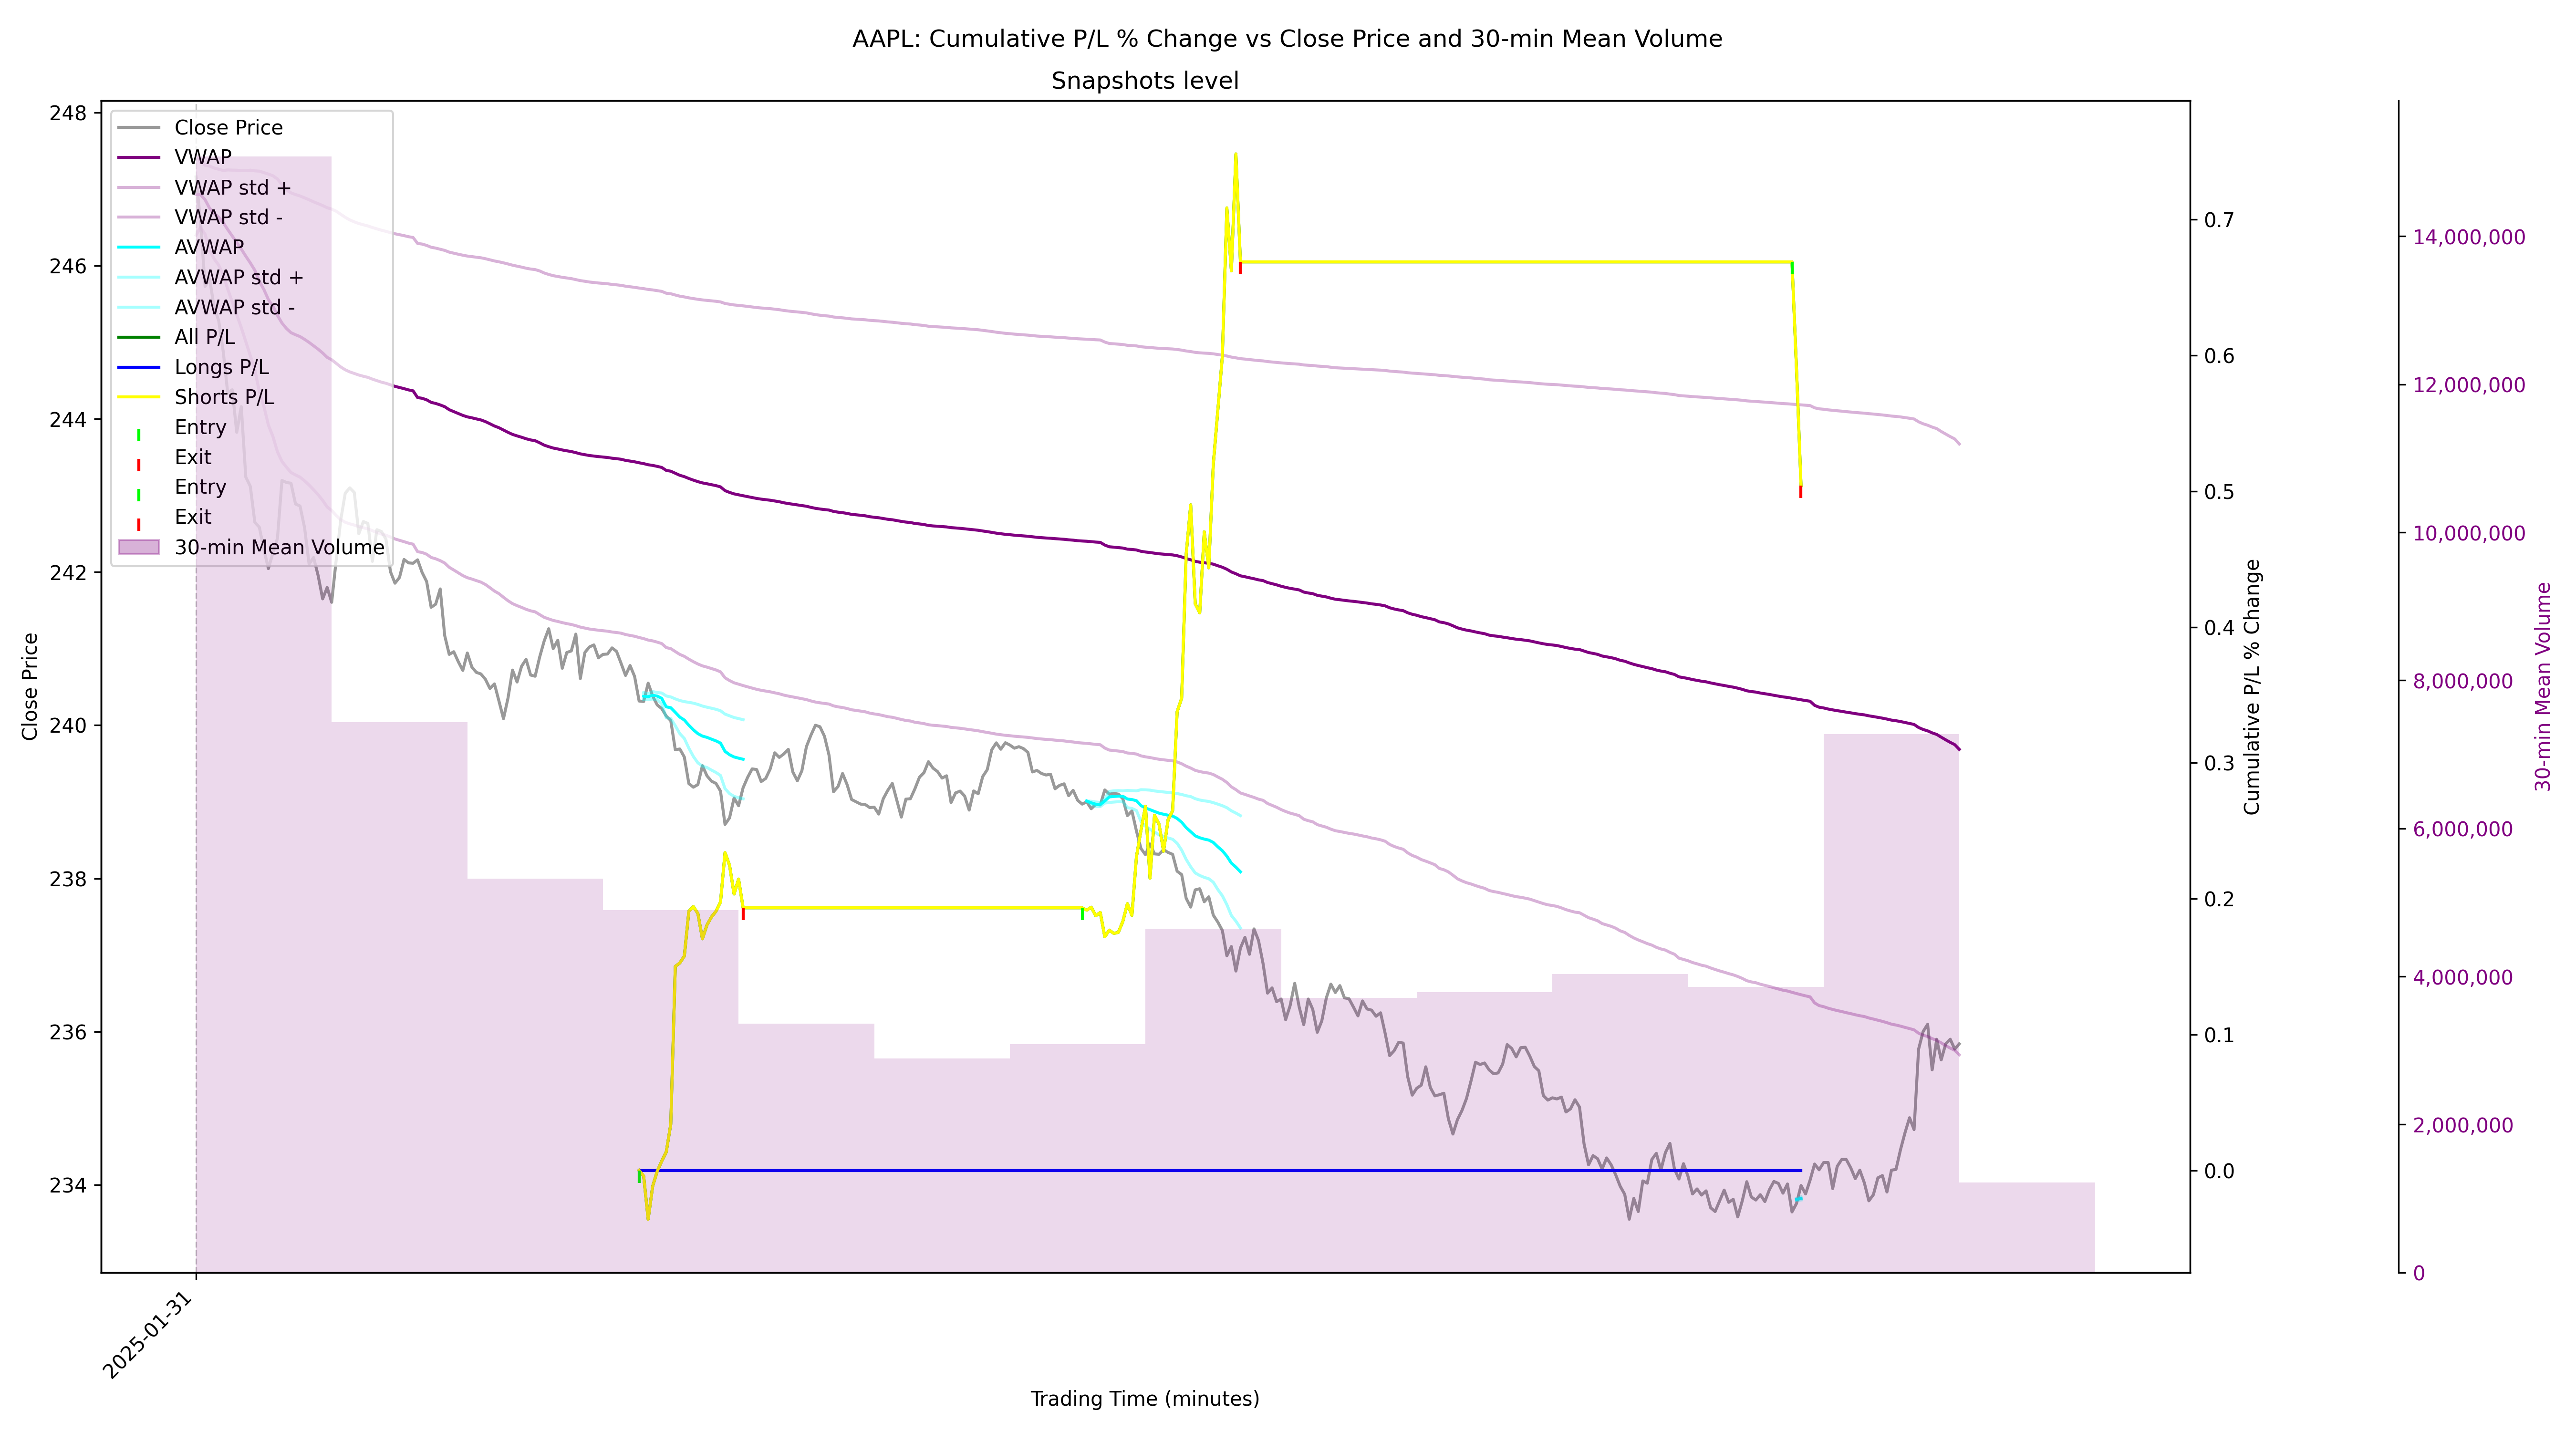 AAPL: Cumulative P/L % Change vs Close Price and 30-min Mean Volume
Snapshots level
Close Price
VWAP
VWAP std +
VWAP std -
AVWAP
AVWAP std +
AVWAP std -
All P/L
Longs P/L
Shorts P/L
Entry
Exit
Entry
Exit
30-min Mean Volume
248
246
244
242
240
238
236
234
Close Price
0.7
0.6
0.5
0.4
0.3
0.2
0.1
0.0
Cumulative P/L % Change
14,000,000
12,000,000
10,000,000
8,000,000
6,000,000
4,000,000
2,000,000
0
30-min Mean Volume
2025-01-31
Trading Time (minutes)